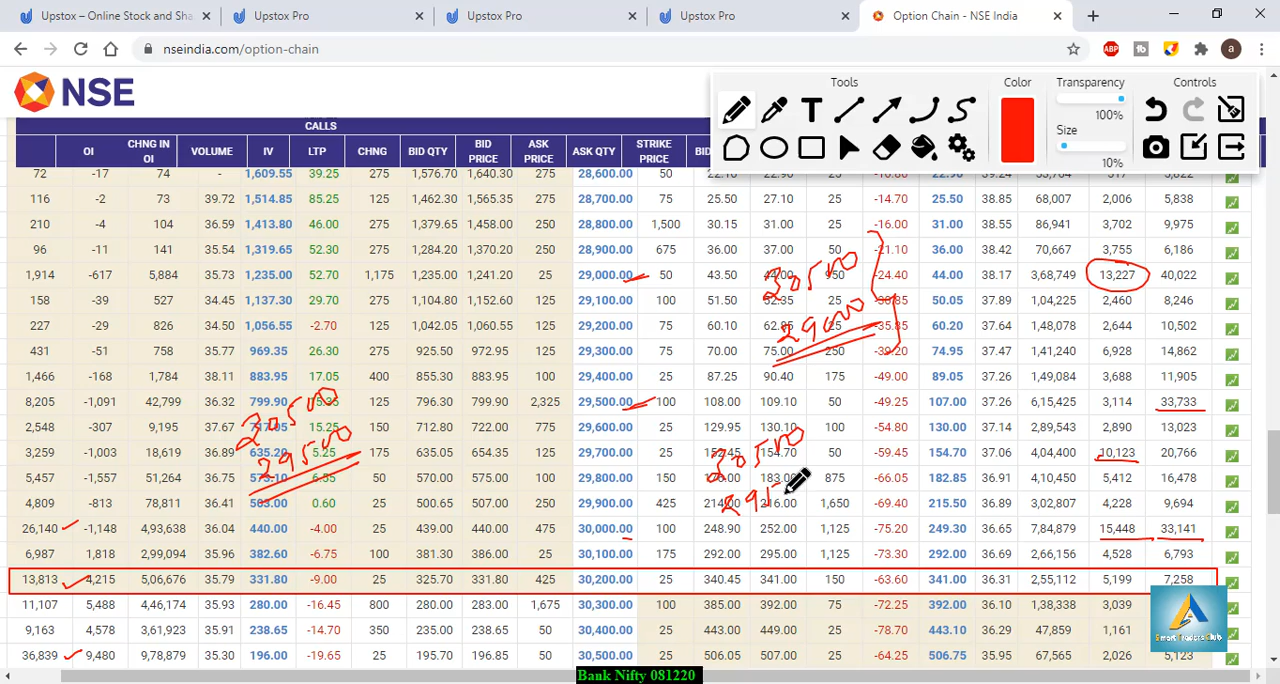 Upstox – Online Stock and Sha
Upstox Pro
Upstox Pro
Upstox Pro
Option Chain - NSE India
nseindia.com/option-chain
ABP
a
NSE
Tools
Color
Transparency
Controls
100%
Size
10%
T
CALLS
OI CHNG IN OI VOLUME IV LTP CHNG BID QTY BID PRICE ASK PRICE ASK QTY STRIKE PRICE
72 -17 74 - 1,609.55 39.25 275 1,576.70 1,640.30 275 28,600.00 50
116 -2 73 39.72 1,514.85 85.25 125 1,462.30 1,565.35 125 28,700.00 75 25.50 27.10 25 -14.70 25.50 38.85 68,007 2,006 5,838
210 -4 104 36.59 1,413.80 46.00 125 1,379.65 1,458.00 125 28,800.00 1,500 30.15 31.00 25 -16.00 31.00 38.55 86,941 3,702 9,975
96 -11 141 35.54 1,319.65 52.30 125 1,284.20 1,370.20 250 28,900.00 675 36.00 37.00 50 -21.10 36.00 38.42 70,667 3,755 6,186
1,914 -617 5,884 35.73 1,235.00 52.70 1,175 1,235.00 1,241.20 25 29,000.00 50 43.50 44.00 950 -24.40 44.00 38.17 3,68,749 13,227 40,022
158 -39 527 34.45 1,137.30 29.70 125 1,104.80 1,152.60 125 29,100.00 100 51.50 25 50.05 37.89 1,04,225 2,460 8,246
227 -29 826 34.50 1,056.55 -2.70 125 1,042.05 1,060.55 125 29,200.00 75 60.10 25 -35.85 60.20 37.64 1,48,078 2,644 10,502
431 -51 758 35.77 969.35 26.30 275 925.50 972.95 125 29,300.00 75 70.00 75.00 250 -39.20 74.95 37.47 1,41,240 6,928 14,862
1,466 -168 1,784 38.11 883.95 17.05 400 855.30 883.95 100 29,400.00 25 87.25 90.40 175 -49.00 89.05 37.26 1,49,084 3,688 11,905
8,205 -1,091 42,799 36.32 799.90 125 796.30 799.90 2,325 29,500.00 100 108.00 109.10 50 -49.25 107.00 37.26 6,15,425 3,114 33,733
2,548 -307 9,195 37.67 15.25 150 712.80 722.00 775 29,600.00 25 129.95 130.10 100 -54.80 130.00 37.14 2,89,543 2,890 13,023
3,259 -1,003 18,619 36.89 635.20 5.25 175 635.05 654.35 125 29,700.00 25 154.70 50 -59.45 154.70 37.06 4,04,400 10,123 20,766
5,457 -1,557 51,264 36.75 575.10 100 570.00 575.00 100 29,800.00 150 183.00 875 -66.05 182.85 36.91 4,10,450 5,412 16,478
4,809 -813 78,811 36.24 503.00 0.60 25 500.65 507.50 25 29,900.00 425 1,650 -69.40 215.50 36.89 3,02,807 4,228 9,694
26,140 -1,148 4,93,638 36.04 440.00 -4.00 25 439.00 440.00 475 30,000.00 100 248.90 252.00 1,125 -75.20 249.30 36.65 7,84,879 15,448 33,141
6,987 1,818 2,99,094 35.96 382.60 -6.75 100 381.30 386.00 25 30,100.00 175 292.00 295.00 1,125 -73.30 292.00 36.69 2,66,156 4,528 6,793
13,813 4,215 5,06,676 35.79 331.80 -9.00 25 325.70 331.80 425 30,200.00 25 340.45 341.00 150 -63.60 341.00 36.31 2,55,112 5,199 7,258
11,107 5,488 4,46,174 35.93 280.00 -16.45 800 280.00 283.00 1,675 30,300.00 100 385.00 392.00 75 -72.25 392.00 36.10 1,38,338 3,039
9,163 4,578 3,61,923 35.91 238.65 -14.70 25 235.00 238.65 50 30,400.00 25 443.00 449.00 25 -78.70 443.10 36.29 47,859 1,161
36,839 9,480 9,78,879 35.30 196.00 -19.65 25 195.70 196.85 50 30,500.00 25 506.05 507.00 25 -64.25 506.75 35.95 67,565 2,026 5,123
30500
29000
30500
29500
30500
Smart Traders Club
Bank Nifty 081220